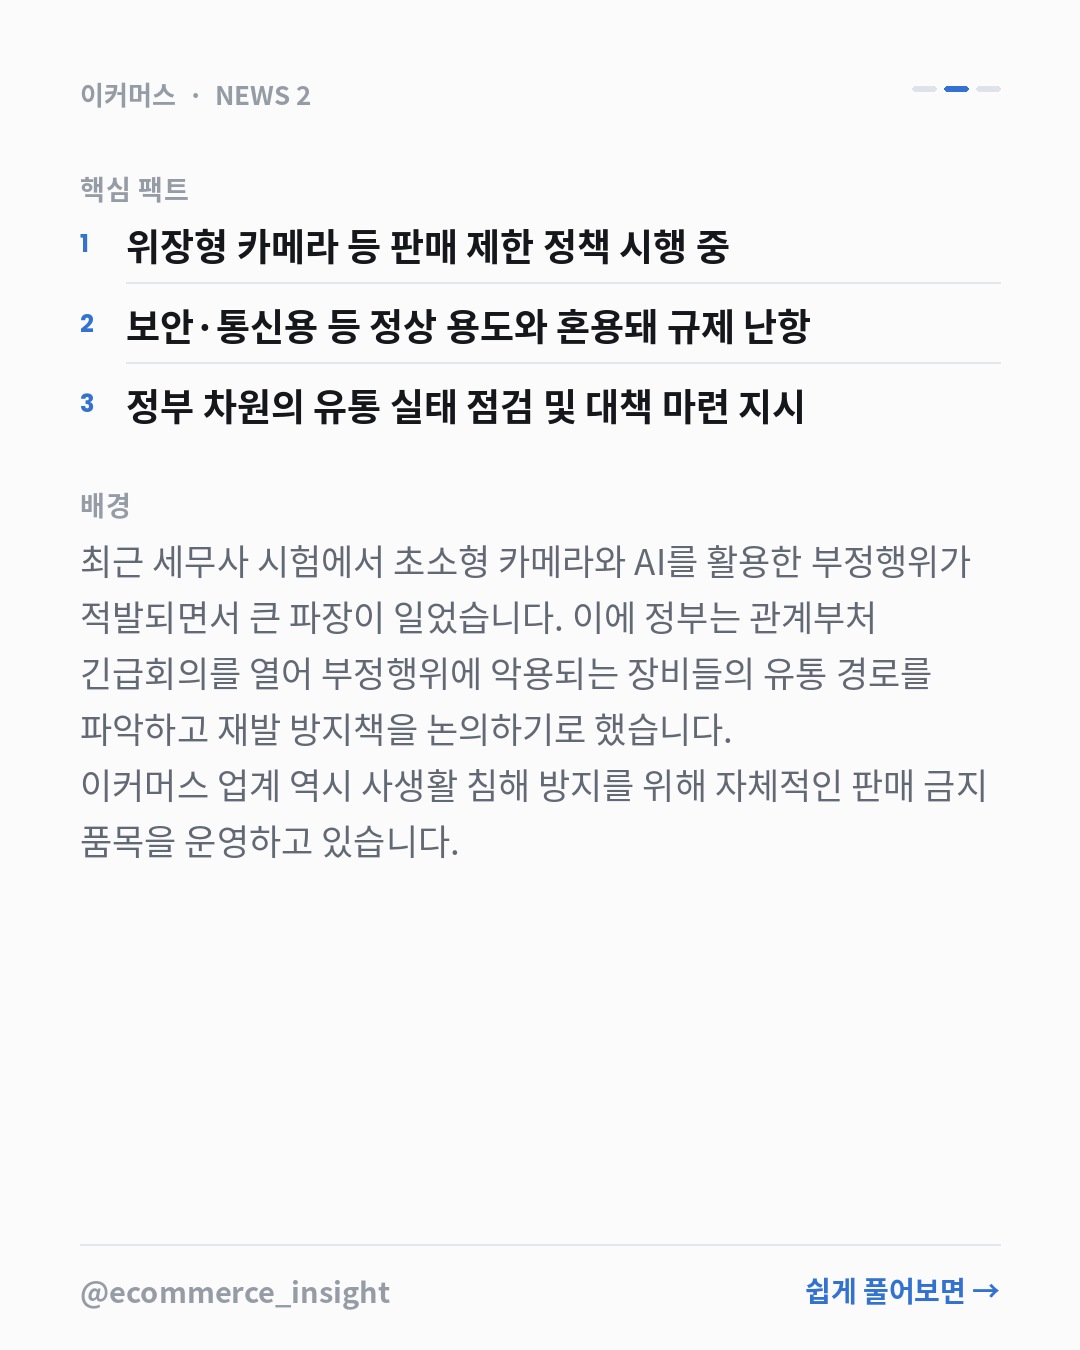 이커머스 · NEWS 2
핵심 팩트
1 위장형 카메라 등 판매 제한 정책 시행 중
2 보안·통신용 등 정상 용도와 혼용돼 규제 난항
3 정부 차원의 유통 실태 점검 및 대책 마련 지시
배경
최근 세무사 시험에서 초소형 카메라와 AI를 활용한 부정행위가
적발되면서 큰 파장이 일었습니다. 이에 정부는 관계부처
긴급회의를 열어 부정행위에 악용되는 장비들의 유통 경로를
파악하고 재발 방지책을 논의하기로 했습니다.
이커머스 업계 역시 사생활 침해 방지를 위해 자체적인 판매 금지
품목을 운영하고 있습니다.
@ecommerce_insight
쉽게 풀어보면 →